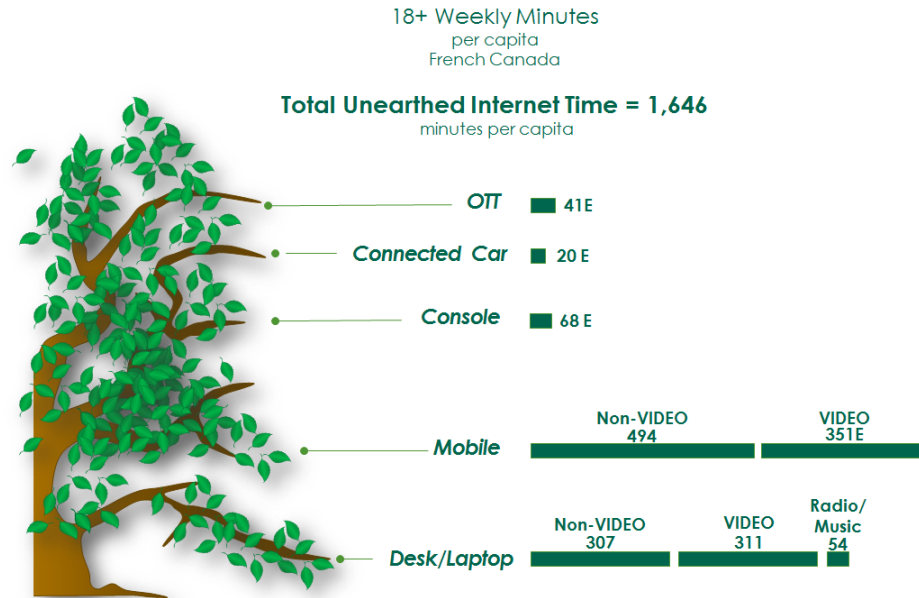 18+ Weekly Minutes
per capita
French Canada
Total Unearthed Internet Time = 1,646
minutes per capita
OTT 41E
Connected Car 20 E
Console 68 E
Non-VIDEO VIDEO
494 351E
Mobile
Radio/
Non-VIDEO VIDEO Music
307 311 54
Desk/Laptop